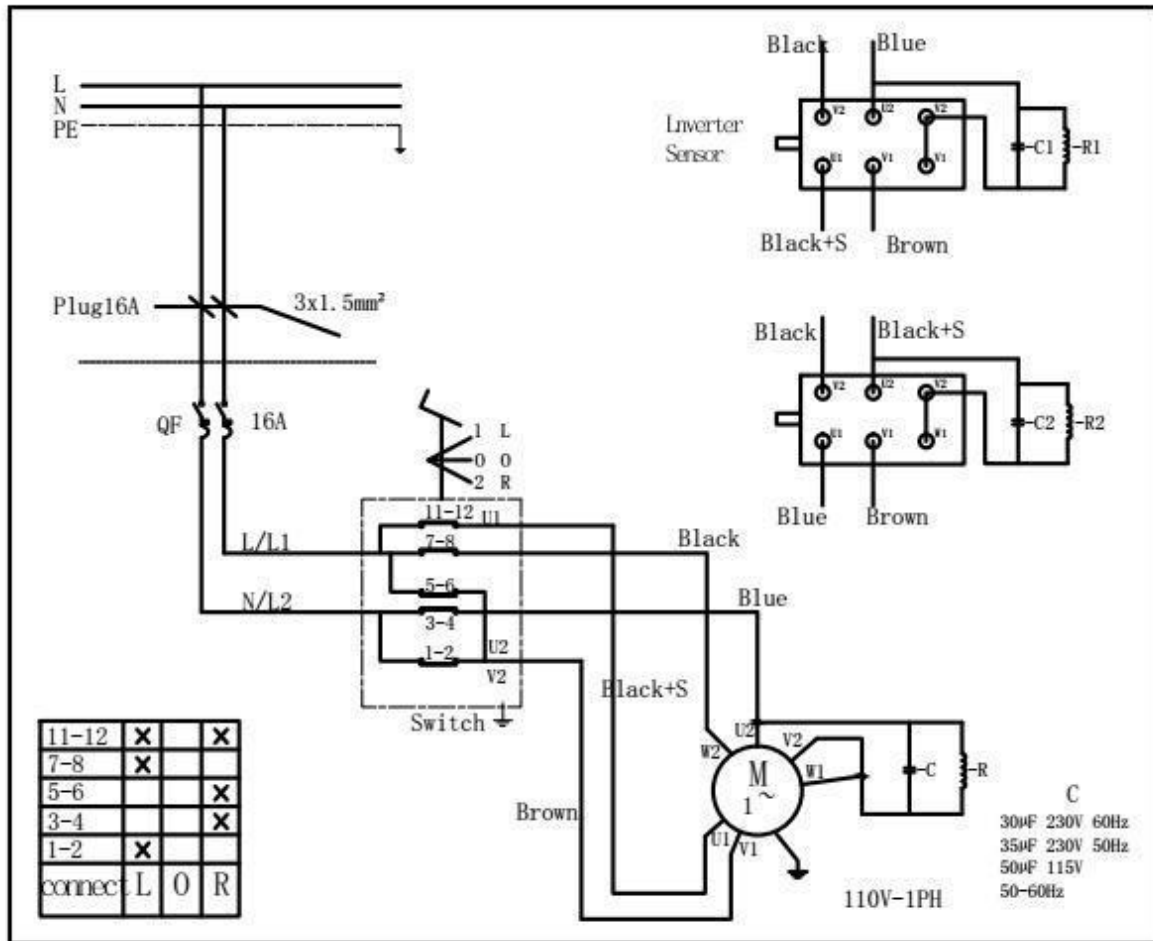 L
N
PE
Plug16A
3x1.5mm²
QF
16A
1 L
0 O
2 R
L/L1
N/L2
11-12
U1
7-8
5-6
3-4
1-2
U2
V2
Switch
Black
Blue
Black+S
Brown
11-12 X X
7-8 X
5-6 X
3-4 X
1-2 X
connect L O R
Black
Blue
Lnverter
Sensor
V2 U2 V2
U1 V1 V1
-C1
-R1
Black+S
Brown
Black
Black+S
V2 U2 V2
U1 V1 W1
-C2
-R2
Blue
Brown
U2
W2
V2
W1
M
1~
U1
V1
-C
-R
110V-1PH
C
30μF 230V 60Hz
35μF 230V 50Hz
50μF 115V
50-60Hz